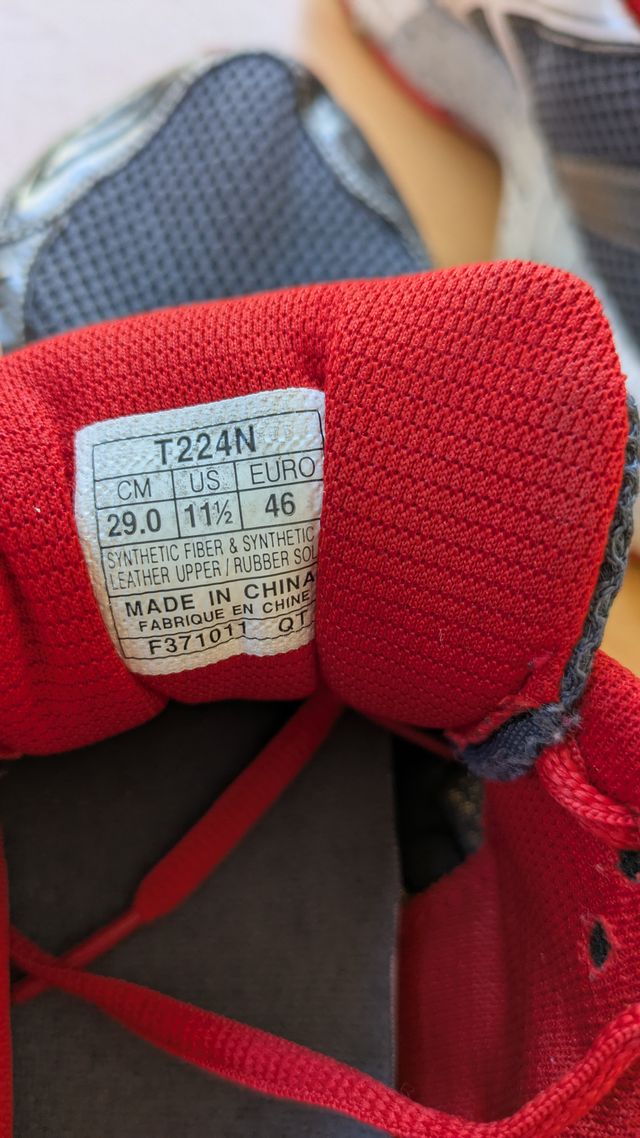 T224N
CM US EURO
29.0 11½ 46
SYNTHETIC FIBER & SYNTHETIC
LEATHER UPPER / RUBBER SOL
MADE IN CHINA
FABRIQUE EN CHINE
F371011 QT